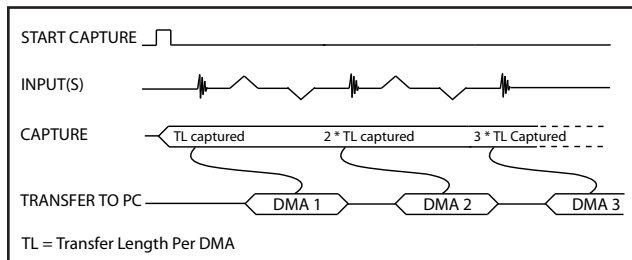 START CAPTURE
INPUT(S)
CAPTURE
TL captured 2 * TL captured 3 * TL Captured
TRANSFER TO PC
DMA 1 DMA 2 DMA 3
TL = Transfer Length Per DMA